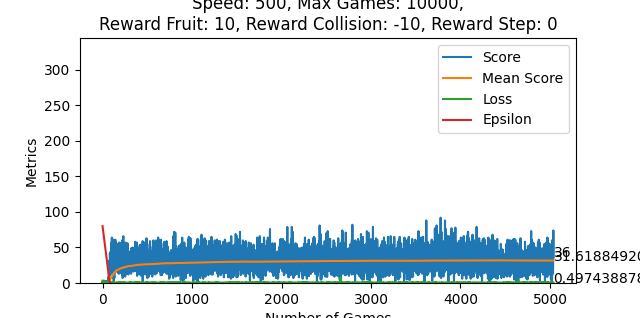 Speed: 500, Max Games: 10000,
Reward Fruit: 10, Reward Collision: -10, Reward Step: 0
Score
Mean Score
Loss
Epsilon
300
250
200
150
100
50
0
Metrics
36
31.61884920
0.497438878
0 1000 2000 3000 4000 5000
Number of Games